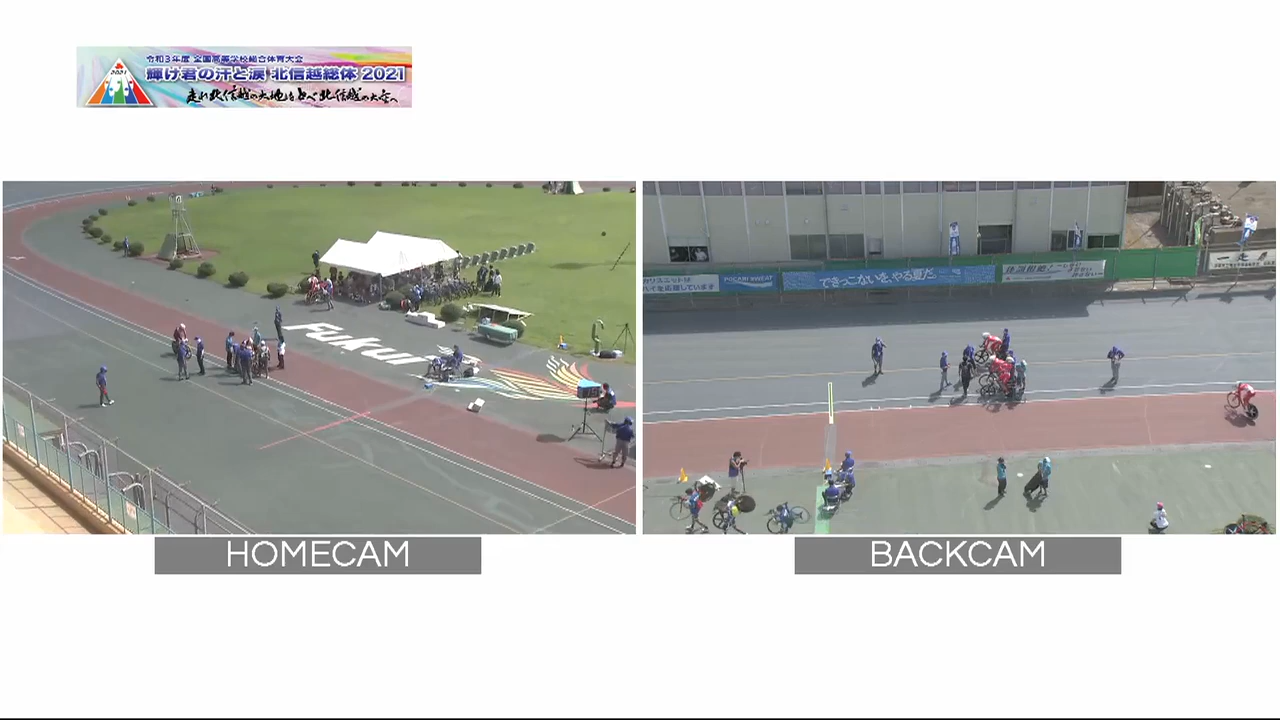 令和3年度 全国高等学校総合体育大会
2021
輝け君の汗と涙 北信越総体 2021
走れ北信越の大地を とべ北信越の大空へ
Fukui
POCARI SWEAT
できっこないを、やる夏だ。
HOMECAM
BACKCAM